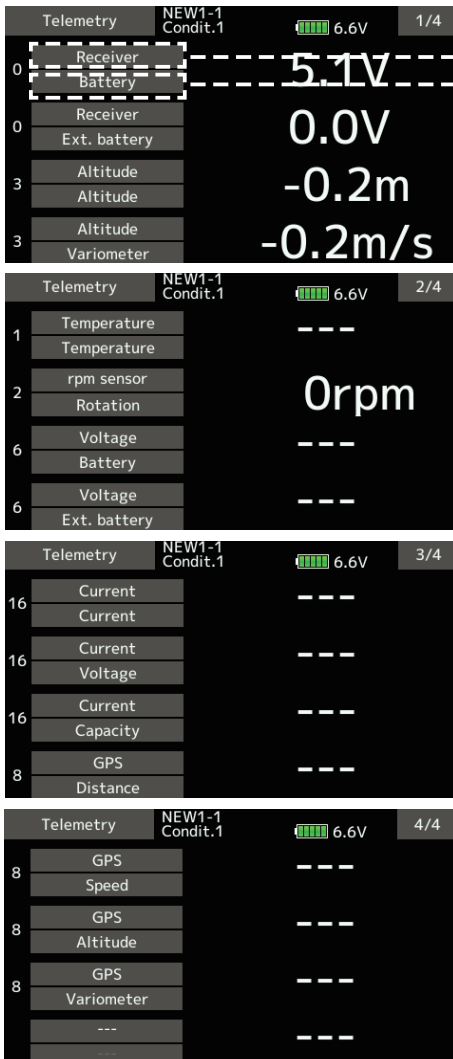 Telemetry NEW1-1 Condit.1 6.6V 1/4
0 Receiver Battery 5.1V
0 Receiver Ext. battery 0.0V
3 Altitude Altitude -0.2m
3 Altitude Variometer -0.2m/s
Telemetry NEW1-1 Condit.1 6.6V 2/4
1 Temperature Temperature ---
2 rpm sensor Rotation 0rpm
6 Voltage Battery ---
6 Voltage Ext. battery ---
Telemetry NEW1-1 Condit.1 6.6V 3/4
16 Current Current ---
16 Current Voltage ---
16 Current Capacity ---
8 GPS Distance ---
Telemetry NEW1-1 Condit.1 6.6V 4/4
8 GPS Speed ---
8 GPS Altitude ---
8 GPS Variometer ---
--- --- ---